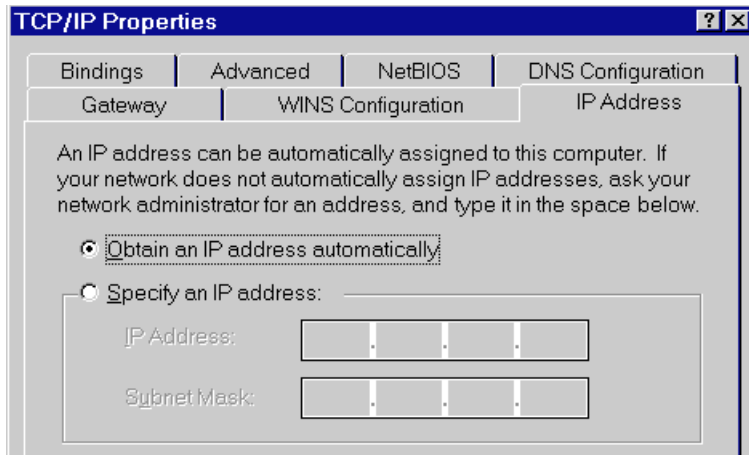 TCP/IP Properties
Bindings Advanced NetBIOS DNS Configuration
Gateway WINS Configuration IP Address
An IP address can be automatically assigned to this computer. If
your network does not automatically assign IP addresses, ask your
network administrator for an address, and type it in the space below.
Obtain an IP address automatically
Specify an IP address:
IP Address:
Subnet Mask: